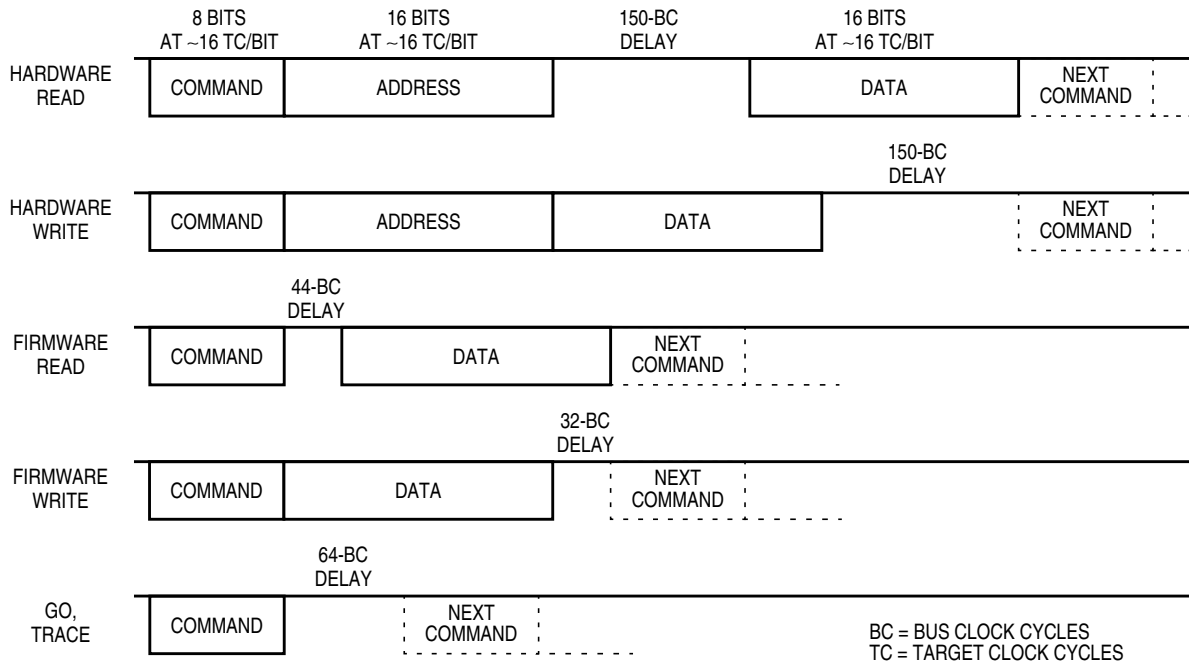 8 BITS
AT ~16 TC/BIT
16 BITS
AT ~16 TC/BIT
150-BC
DELAY
16 BITS
AT ~16 TC/BIT
HARDWARE
READ
COMMAND
ADDRESS
DATA
NEXT
COMMAND
150-BC
DELAY
HARDWARE
WRITE
COMMAND
ADDRESS
DATA
NEXT
COMMAND
44-BC
DELAY
FIRMWARE
READ
COMMAND
DATA
NEXT
COMMAND
32-BC
DELAY
FIRMWARE
WRITE
COMMAND
DATA
NEXT
COMMAND
64-BC
DELAY
GO,
TRACE
COMMAND
NEXT
COMMAND
BC = BUS CLOCK CYCLES
TC = TARGET CLOCK CYCLES